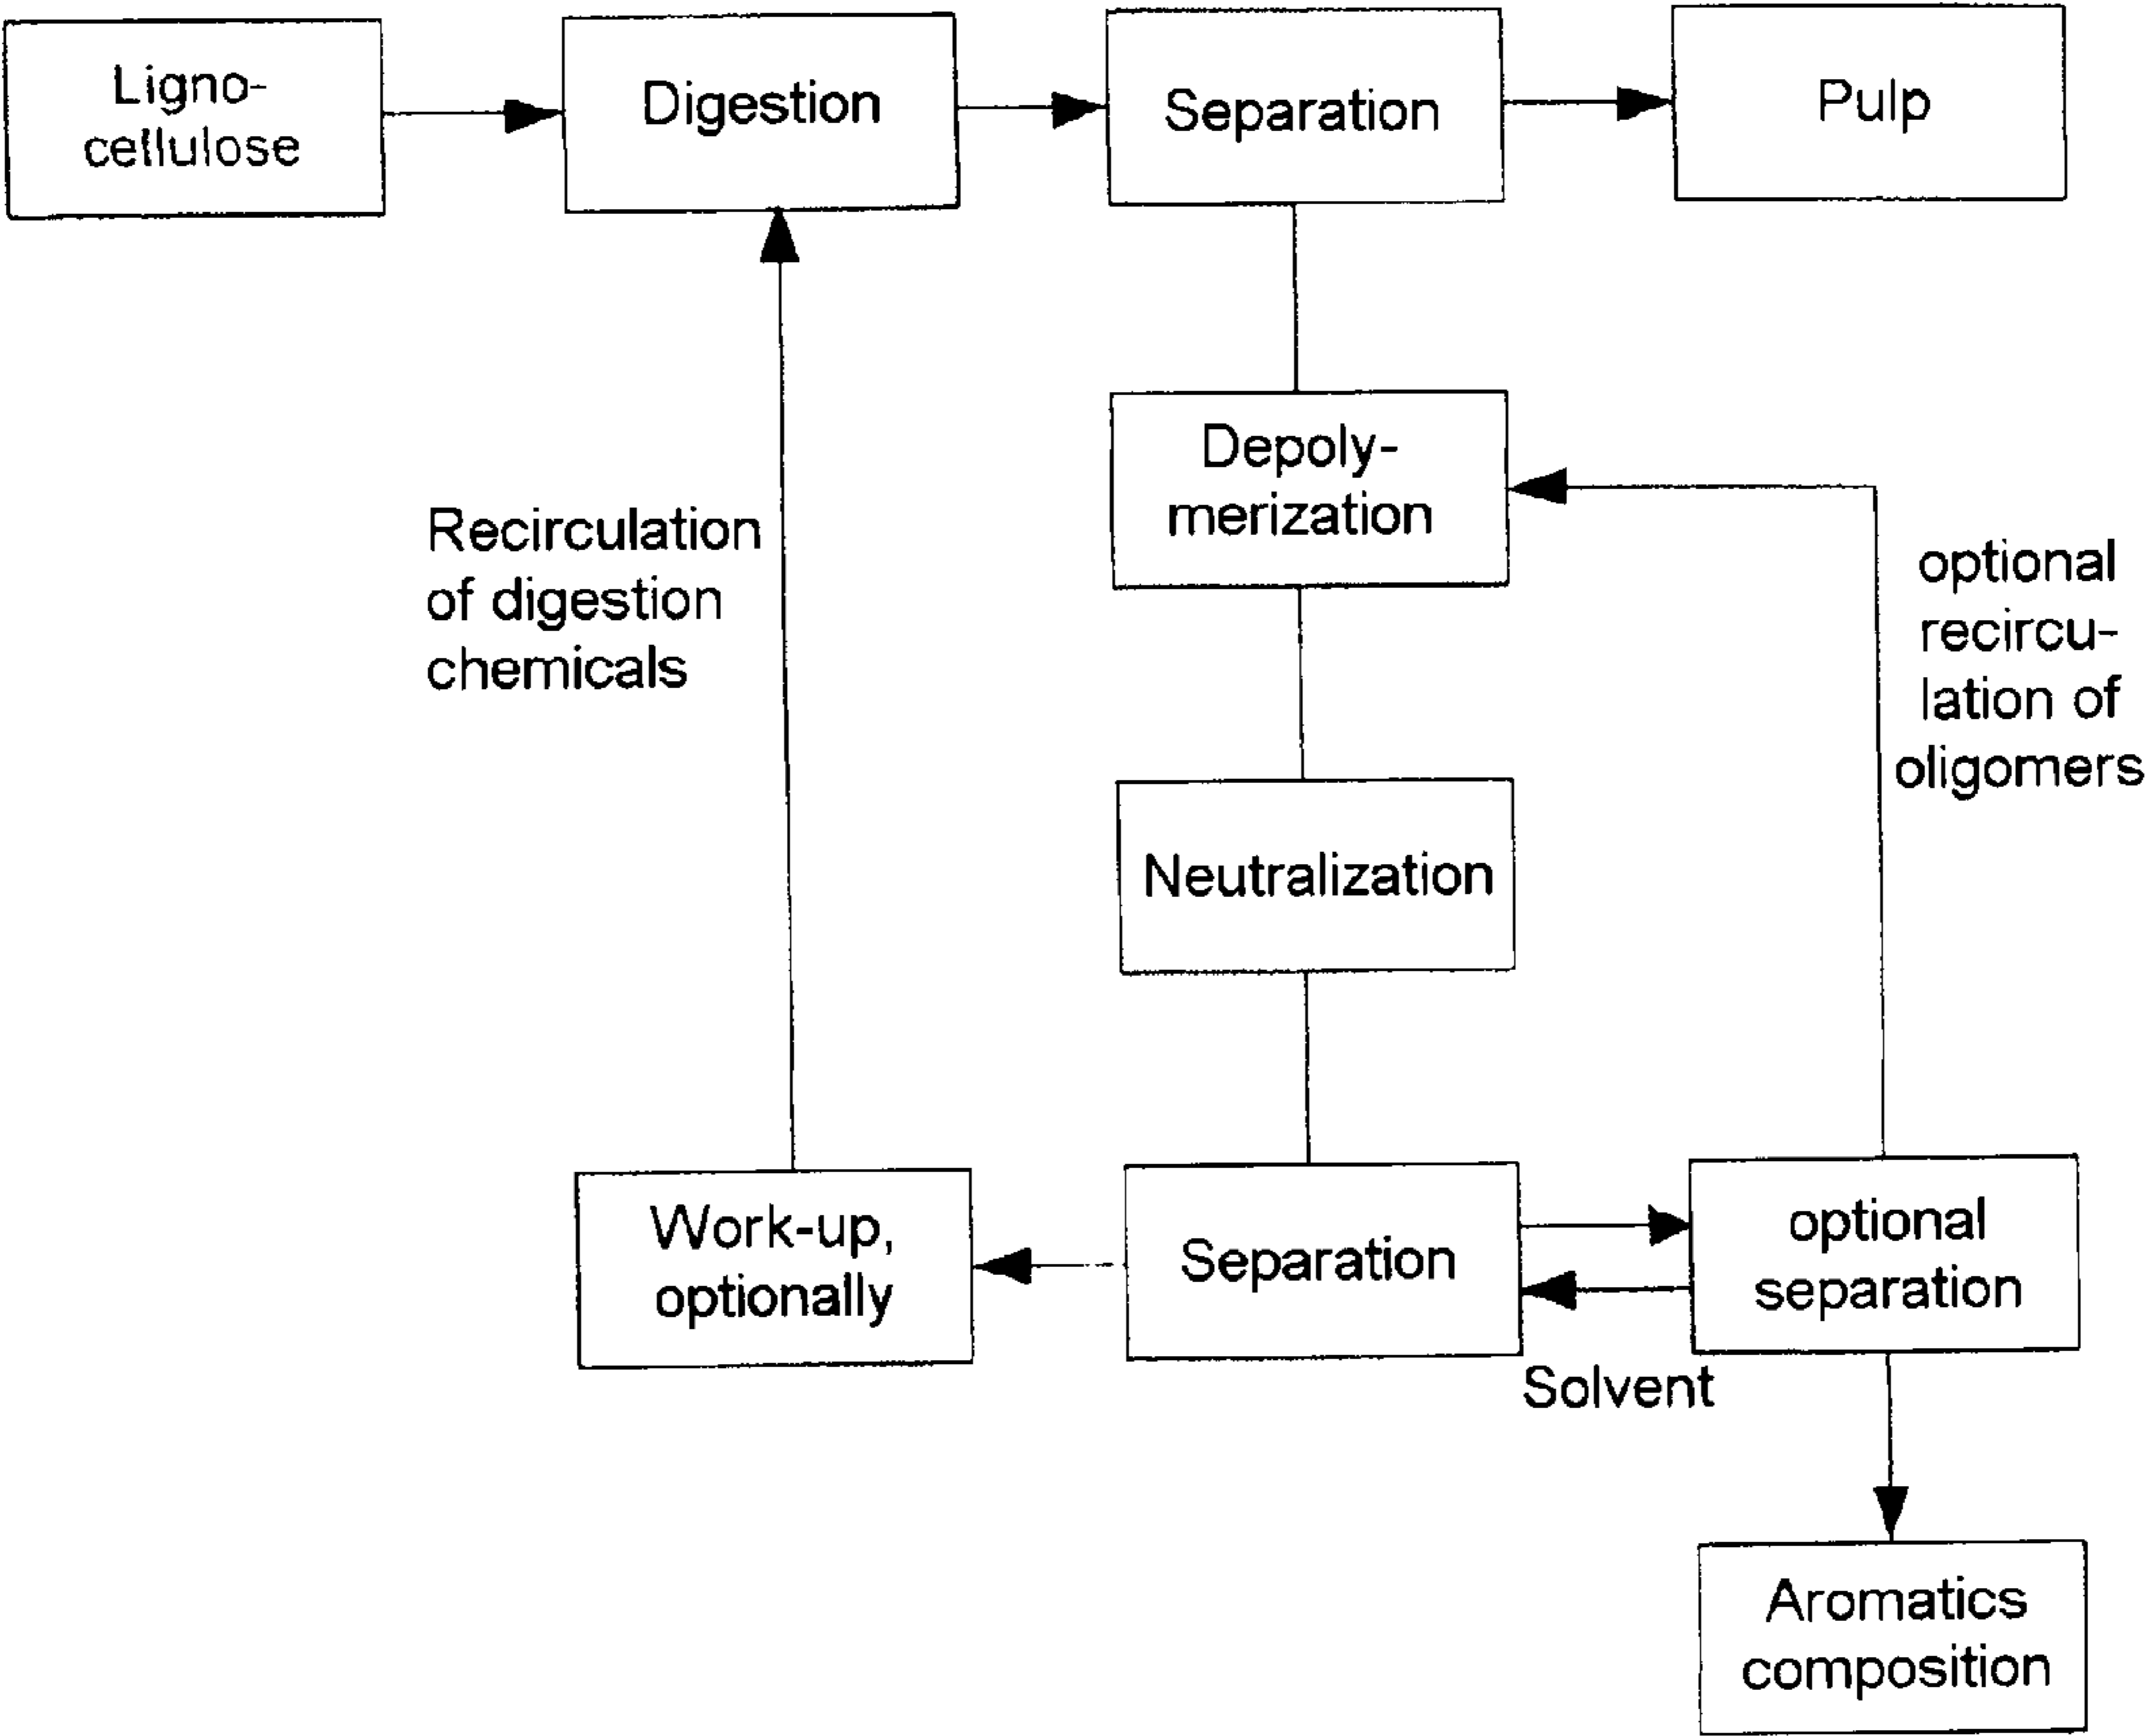 Ligno-
cellulose
Digestion
Separation
Pulp
Depoly-
merization
Recirculation
of digestion
chemicals
optional
recircu-
lation of
oligomers
Neutralization
Work-up,
optionally
Separation
optional
separation
Solvent
Aromatics
composition